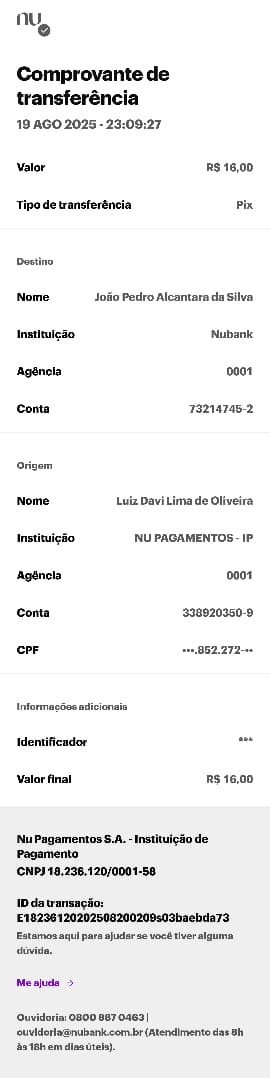 nu
Comprovante de
transferência
19 AGO 2025 - 23:09:27
Valor R$ 16,00
Tipo de transferência Pix
Destino
Nome João Pedro Alcantara da Silva
Instituição Nubank
Agência 0001
Conta 73214745-2
Origem
Nome Luiz Davi Lima de Oliveira
Instituição NU PAGAMENTOS - IP
Agência 0001
Conta 338920350-9
CPF •••.852.272-••
Informações adicionais
Identificador ***
Valor final R$ 16,00
Nu Pagamentos S.A. - Instituição de
Pagamento
CNPJ 18.236.120/0001-58
ID da transação:
E18236120202508200209s03baebda73
Estamos aqui para ajudar se você tiver alguma
dúvida.
Me ajuda →
Ouvidoria: 0800 887 0463 |
ouvidoria@nubank.com.br (Atendimento das 8h
às 18h em dias úteis).